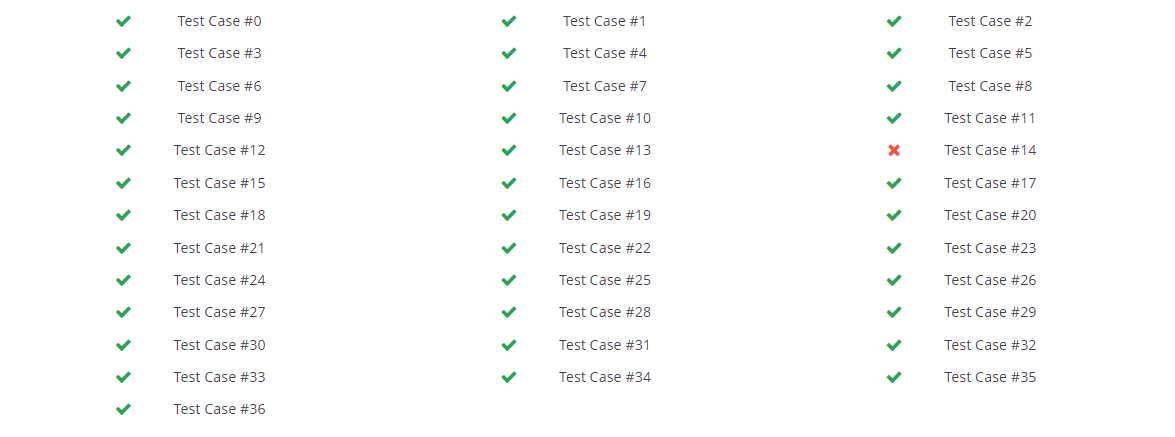 Test Case #0 Test Case #1 Test Case #2
Test Case #3 Test Case #4 Test Case #5
Test Case #6 Test Case #7 Test Case #8
Test Case #9 Test Case #10 Test Case #11
Test Case #12 Test Case #13 Test Case #14
Test Case #15 Test Case #16 Test Case #17
Test Case #18 Test Case #19 Test Case #20
Test Case #21 Test Case #22 Test Case #23
Test Case #24 Test Case #25 Test Case #26
Test Case #27 Test Case #28 Test Case #29
Test Case #30 Test Case #31 Test Case #32
Test Case #33 Test Case #34 Test Case #35
Test Case #36